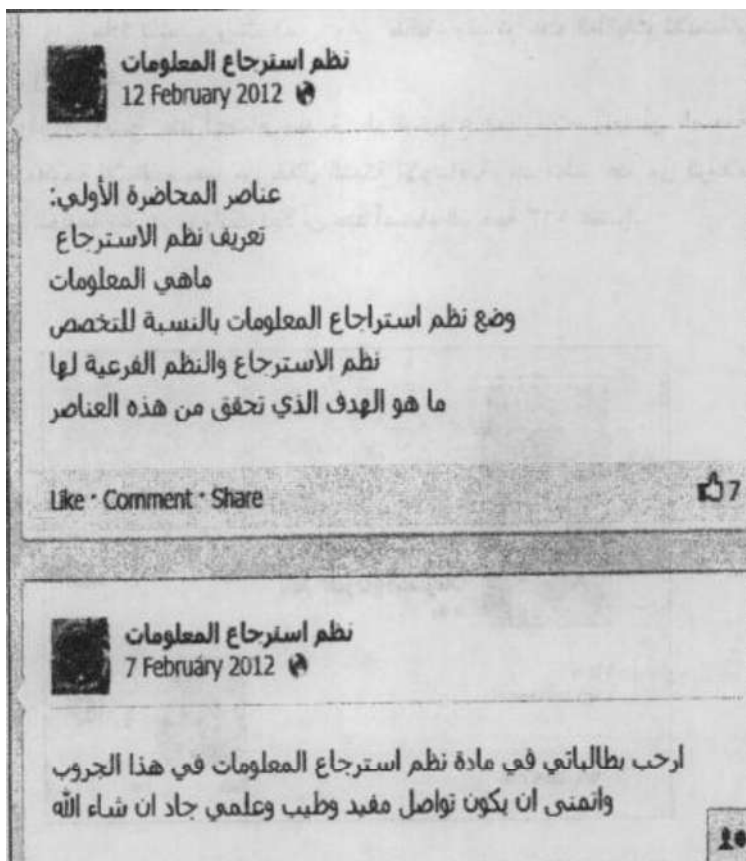 نظم استرجاع المعلومات
12 February 2012
عناصر المحاضرة الأولي:
تعريف نظم الاسترجاع
ماهي المعلومات
وضع نظم استراجاع المعلومات بالنسبة للتخصص
نظم الاسترجاع والنظم الفرعية لها
ما هو الهدف الذي تحقق من هذه العناصر
Like · Comment · Share
7
نظم استرجاع المعلومات
7 February 2012
ارحب بطالباتي في مادة نظم استرجاع المعلومات في هذا الجروب
واتمنى ان يكون تواصل مفيد وطيب وعلمي جاد ان شاء الله